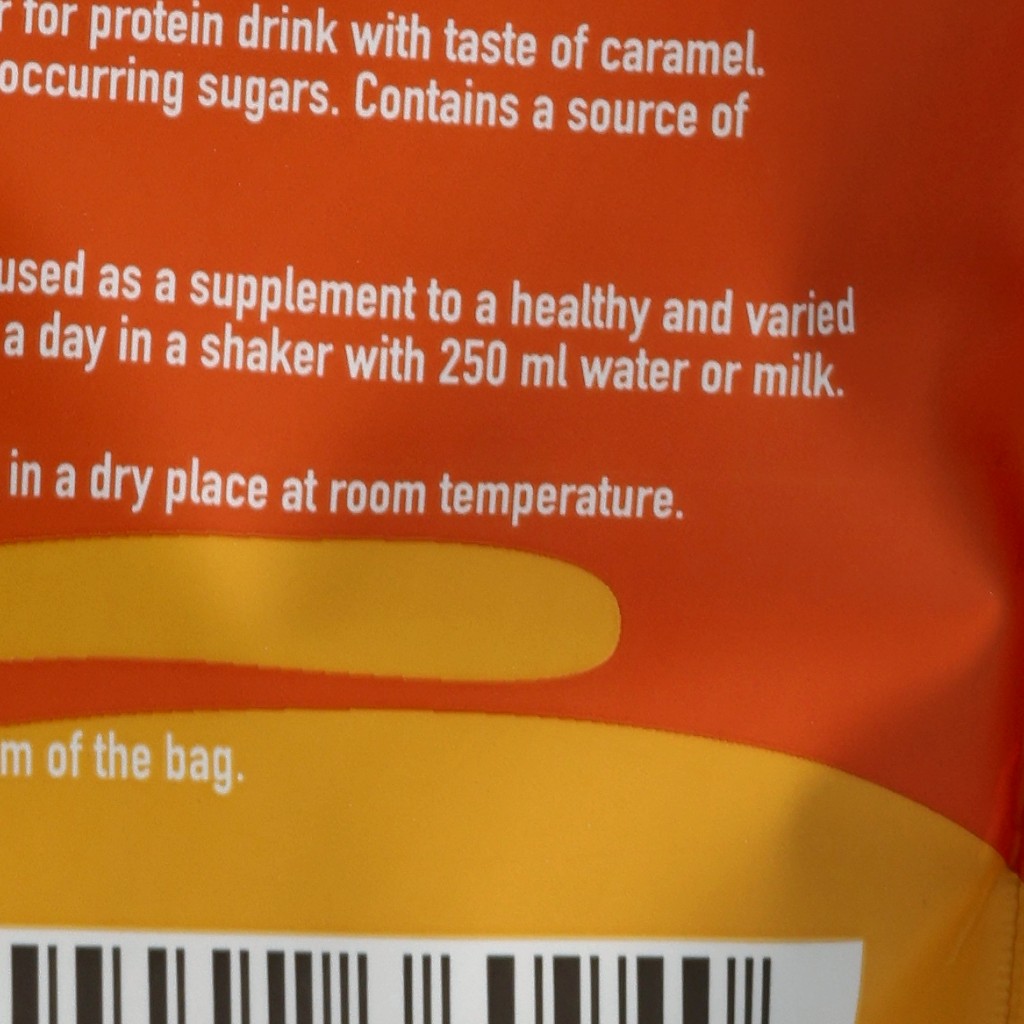 for protein drink with taste of caramel.
occurring sugars. Contains a source of
used as a supplement to a healthy and varied
a day in a shaker with 250 ml water or milk.
in a dry place at room temperature.
of the bag.